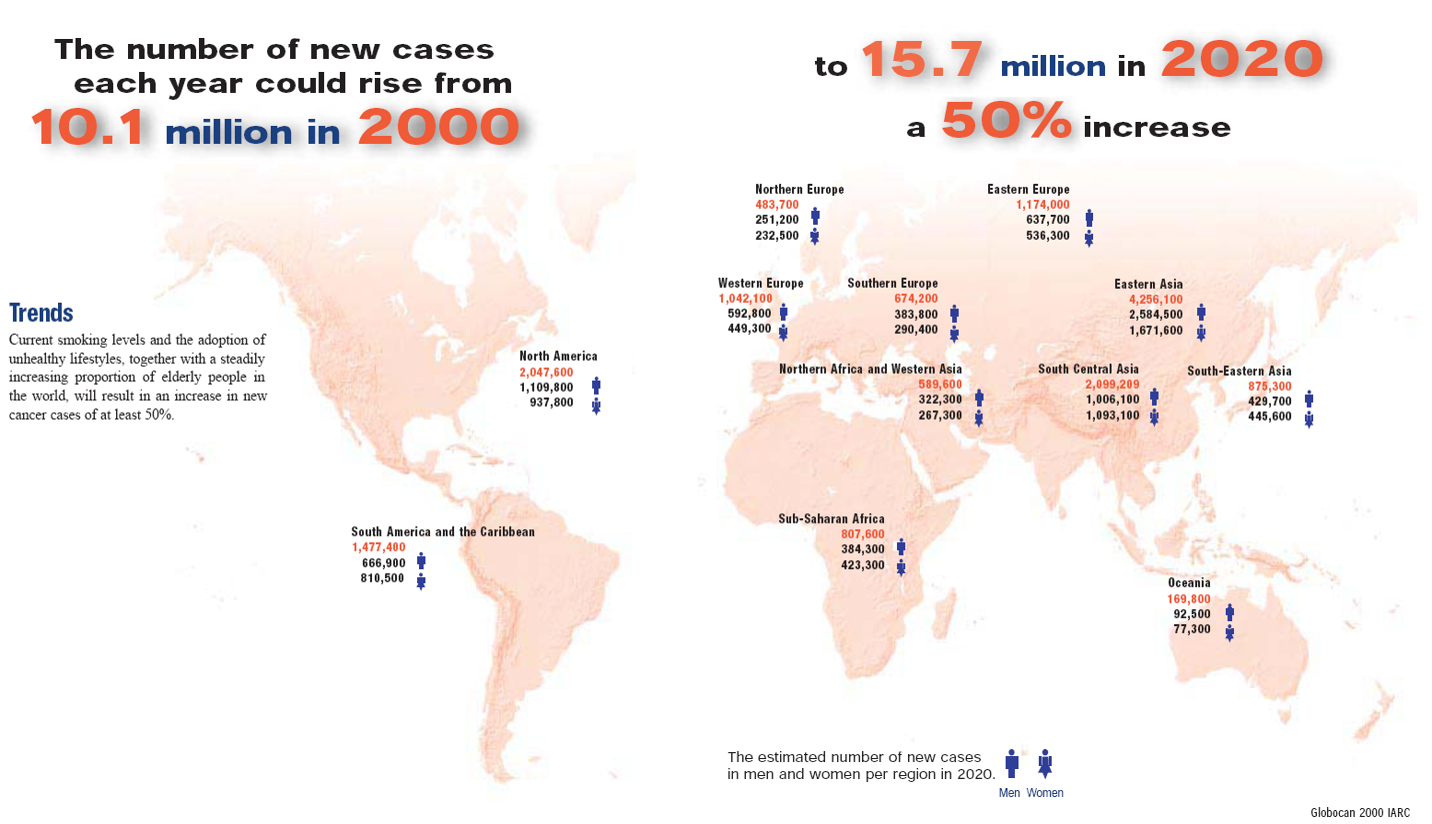 The number of new cases
each year could rise from
10.1 million in 2000
to 15.7 million in 2020
a 50% increase
Trends
Current smoking levels and the adoption of
unhealthy lifestyles, together with a steadily
increasing proportion of elderly people in
the world, will result in an increase in new
cancer cases of at least 50%.
North America
2,047,600
1,109,800
937,800
South America and the Caribbean
1,477,400
666,900
810,500
Northern Europe
483,700
251,200
232,500
Eastern Europe
1,174,000
637,700
536,300
Western Europe
1,042,100
592,800
449,300
Southern Europe
674,200
383,800
290,400
Eastern Asia
4,256,100
2,584,500
1,671,600
Northern Africa and Western Asia
589,600
322,300
267,300
South Central Asia
2,099,209
1,006,100
1,093,100
South-Eastern Asia
875,300
429,700
445,600
Sub-Saharan Africa
807,600
384,300
423,300
Oceania
169,800
92,500
77,300
The estimated number of new cases
in men and women per region in 2020.
Men Women
Globocan 2000 IARC